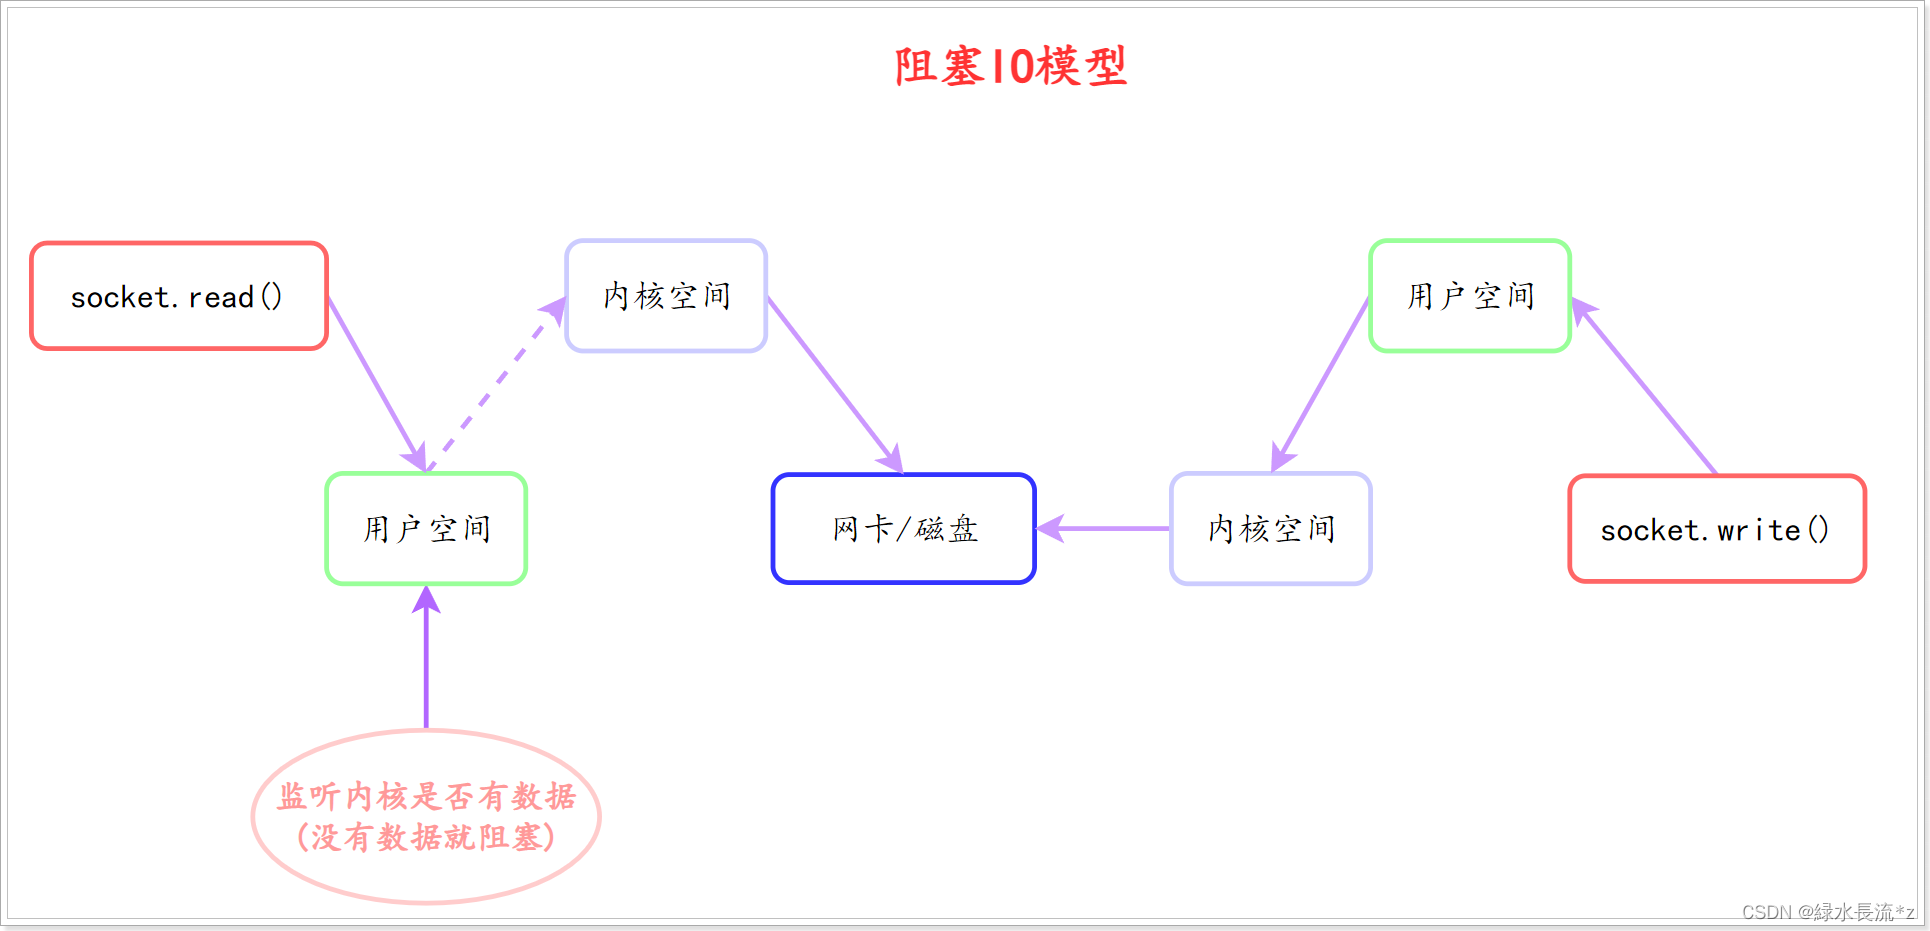 阻塞IO模型
socket.read()
内核空间
用户空间
用户空间
网卡/磁盘
内核空间
socket.write()
监听内核是否有数据
(没有数据就阻塞)
CSDN @緑水長流*z